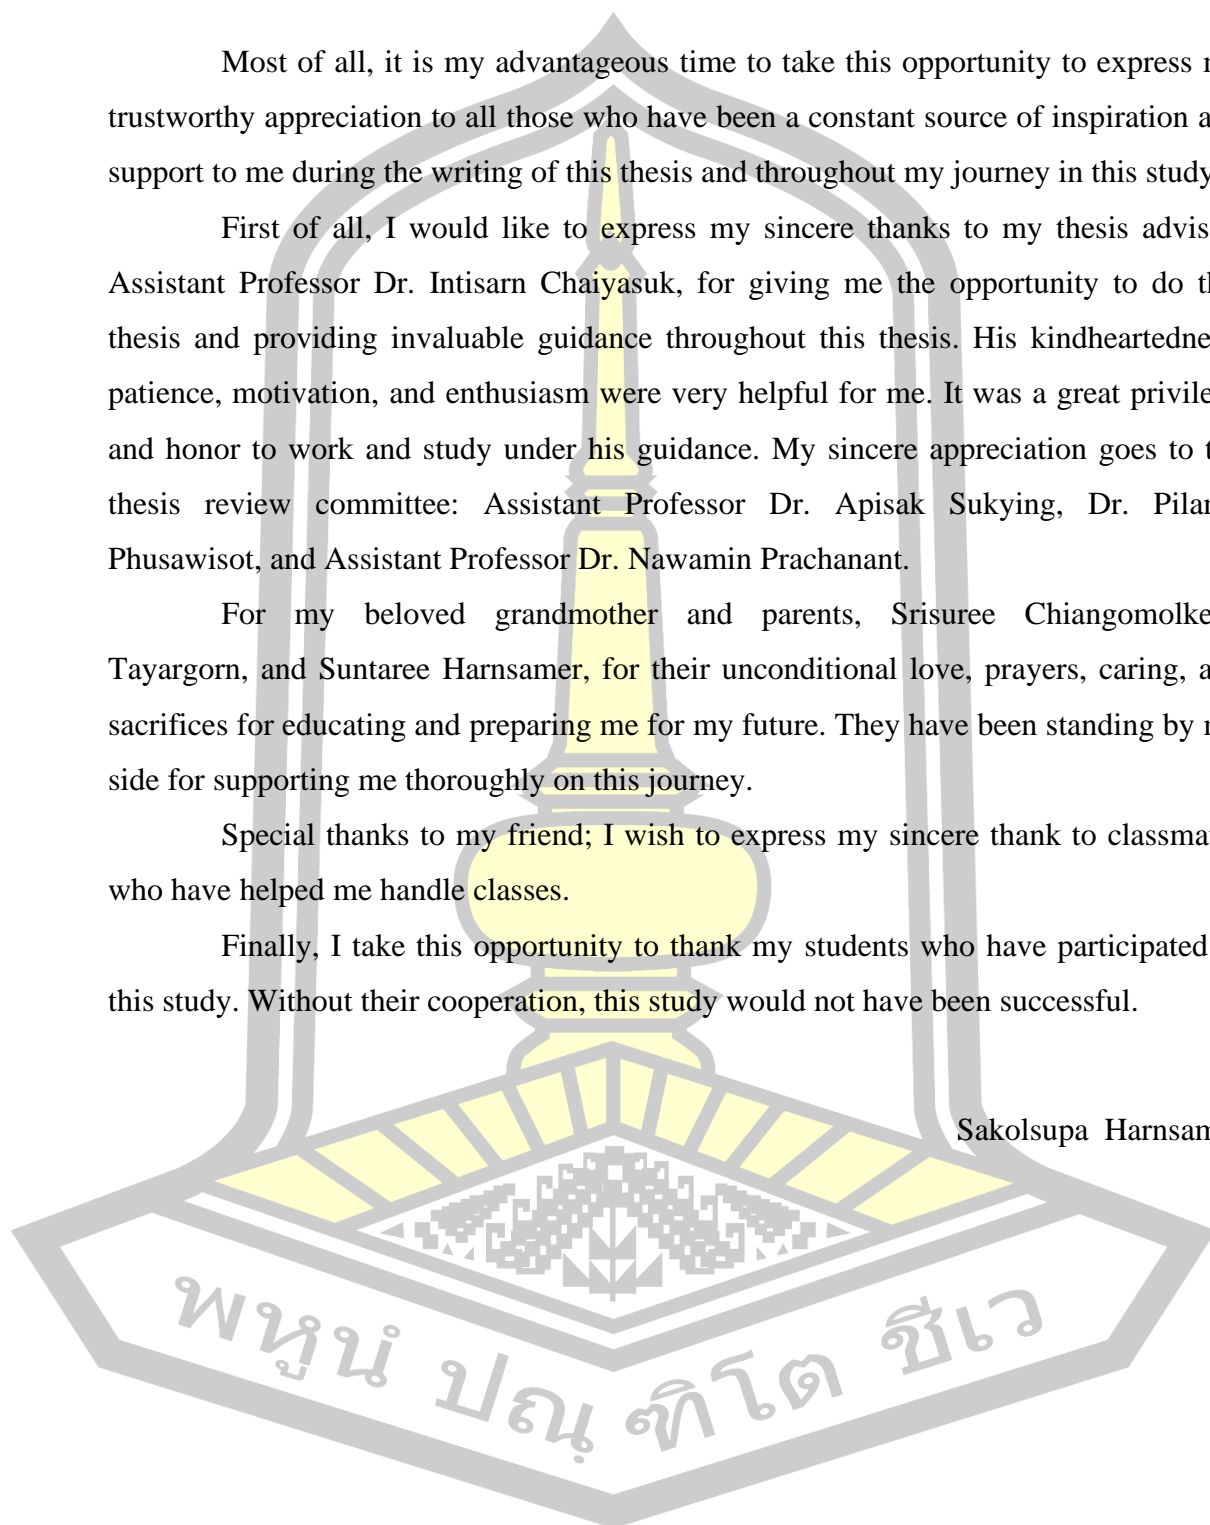 Most of all, it is my advantageous time to take this opportunity to express
trustworthy appreciation to all those who have been a constant source of inspiration a
support to me during the writing of this thesis and throughout my journey in this study
First of all, I would like to express my sincere thanks to my thesis advis
Assistant Professor Dr. Intisarn Chaiyasuk, for giving me the opportunity to do
thesis and providing invaluable guidance throughout this thesis. His kindheartedne
patience, motivation, and enthusiasm were very helpful for me. It was a great privile
and honor to work and study under his guidance. My sincere appreciation goes to t
thesis review committee: Assistant Professor Dr. Apisak Sukying, Dr.
Phusawisot, and Assistant Professor Dr. Nawamin Prachanant.
For my beloved grandmother and parents, Srisuree Chiangomolke
Tayargorn, and Suntaree Harnsamer, for their unconditional love, prayers, caring, a
sacrifices for educating and preparing me for my future. They have been standing by
side for supporting me thoroughly on this journey.
Special thanks to my friend; I wish to express my sincere thank to classma
who have helped me handle classes.
Finally, I take this opportunity to thank my students who have participated
this study. Without their cooperation, this study would not have been successful.
Sakolsupa
พหูนํ ปณฺฑิโต ชีเว